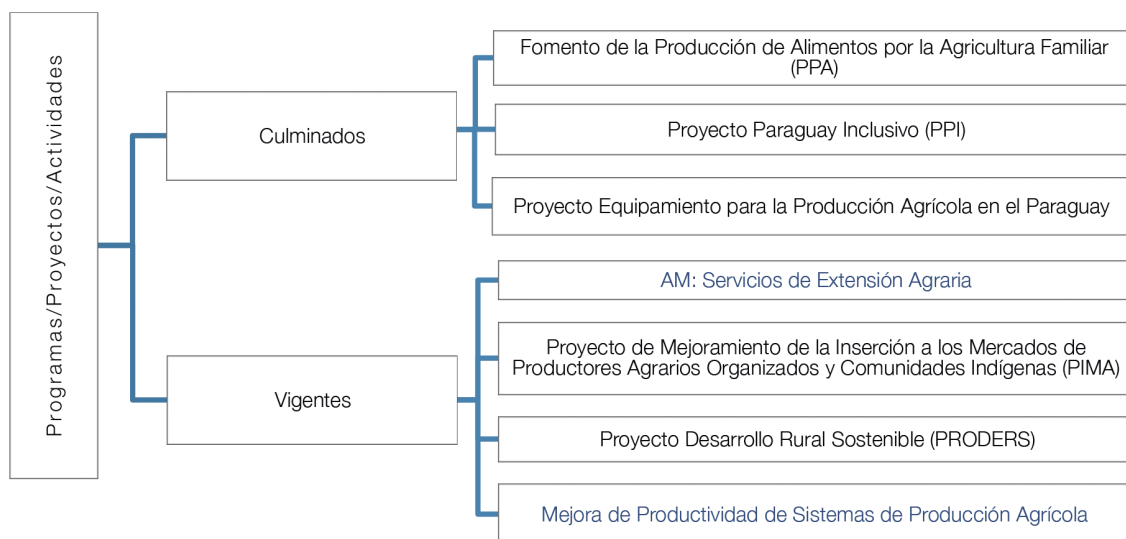 Programas/Proyectos/Actividades
Culminados
Fomento de la Producción de Alimentos por la Agricultura Familiar
(PPA)
Proyecto Paraguay Inclusivo (PPI)
Proyecto Equipamiento para la Producción Agrícola en el Paraguay
Vigentes
AM: Servicios de Extensión Agraria
Proyecto de Mejoramiento de la Inserción a los Mercados de
Productores Agrarios Organizados y Comunidades Indígenas (PIMA)
Proyecto Desarrollo Rural Sostenible (PRODERS)
Mejora de Productividad de Sistemas de Producción Agrícola